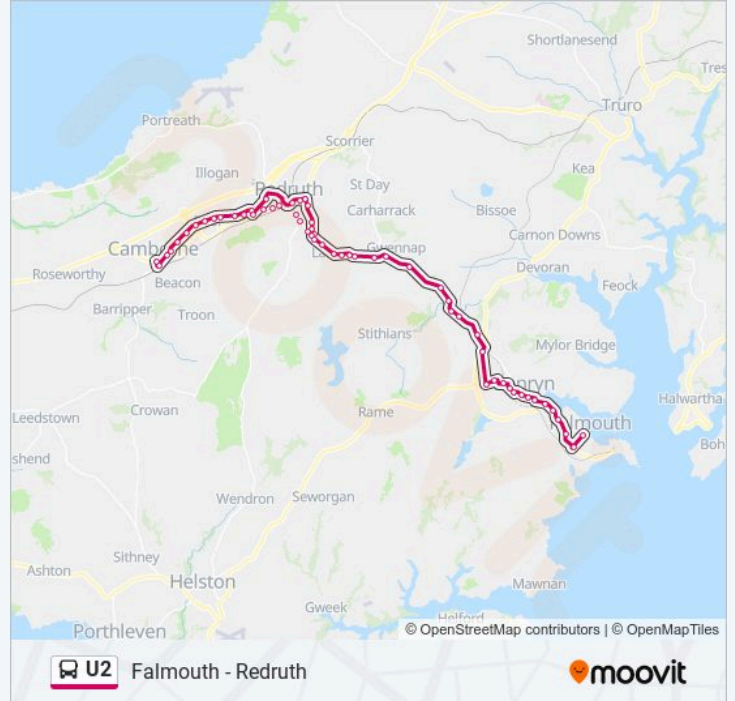 Shortlanesend
Tres
Truro
Portreath
Scorrier
Illogan
Kea
Redruth
St Day
Carharrack
Bissoe
Carnon Downs
Gwennap
Camborne
Devoran
Roseworthy
Beacon
Feock
Barripper
Troon
Stithians
Mylor Bridge
nryn
Halwartha
Crowan
Rame
Leedstown
lmouth
Boh
shend
Wendron
Seworgan
Sithney
Ashton
Helston
Mawnan
Gweek
Helford
Porthleven
© OpenStreetMap contributors | © OpenMapTiles
U2 Falmouth - Redruth
moovit